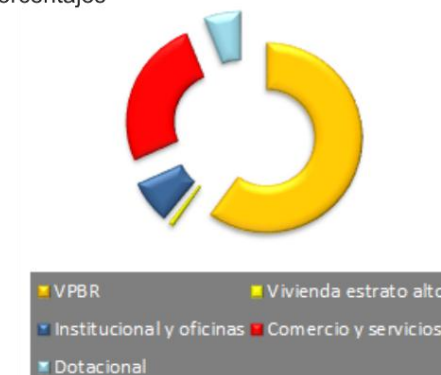 VPBR
Vivienda estrato alto
Institucional y oficinas
Comercio y servicios
Dotacional